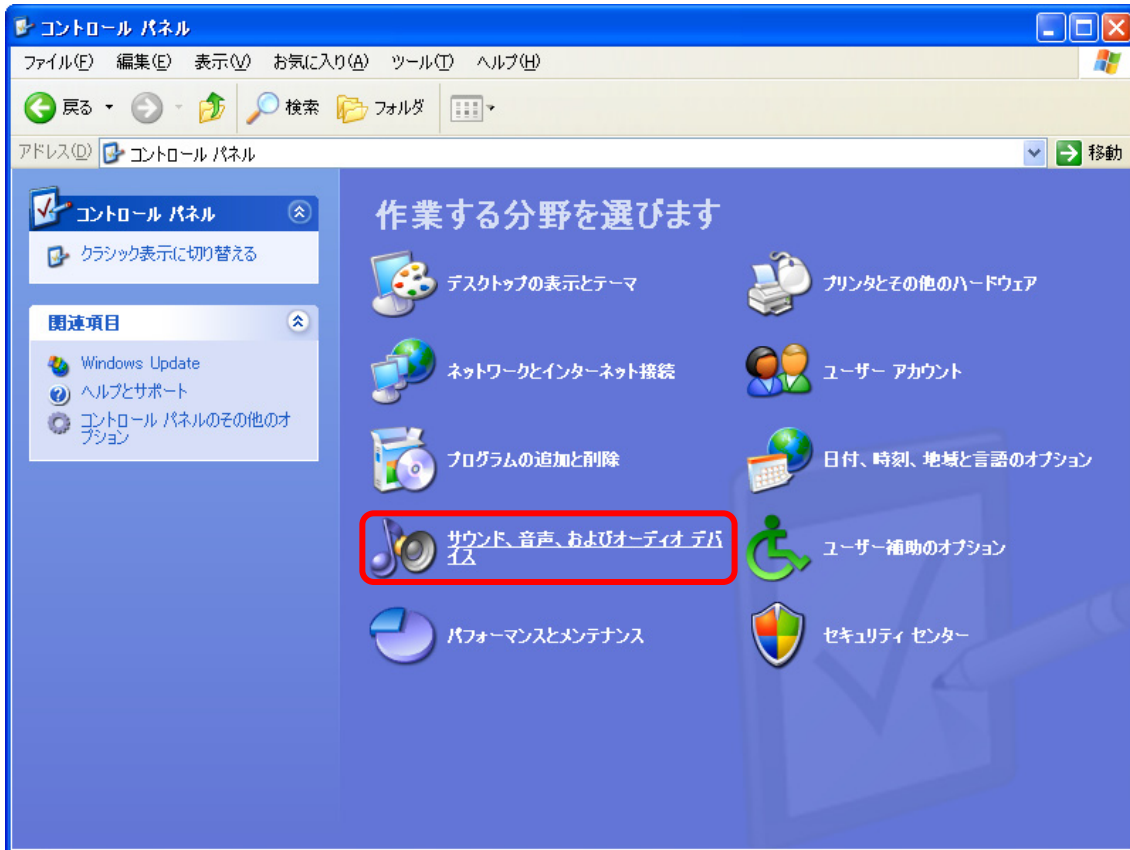 コントロール パネル
ファイル(F) 編集(E) 表示(V) お気に入り(A) ツール(T) ヘルプ(H)
戻る 検索 フォルダ
アドレス(D) コントロール パネル 移動
コントロール パネル
クラシック表示に切り替える
関連項目
Windows Update
ヘルプとサポート
コントロール パネルのその他のオ
プション
作業する分野を選びます
デスクトップの表示とテーマ
プリンタとその他のハードウェア
ネットワークとインターネット接続
ユーザー アカウント
プログラムの追加と削除
日付、時刻、地域と言語のオプション
サウンド、音声、およびオーディオ デバ
イス
ユーザー補助のオプション
パフォーマンスとメンテナンス
セキュリティ センター